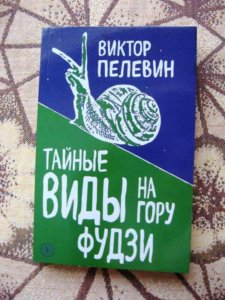 ВИКТОР
ПЕЛЕВИН
ТАЙНЫЕ
ВИДЫ НА
ГОРУ
ФУДЗИ